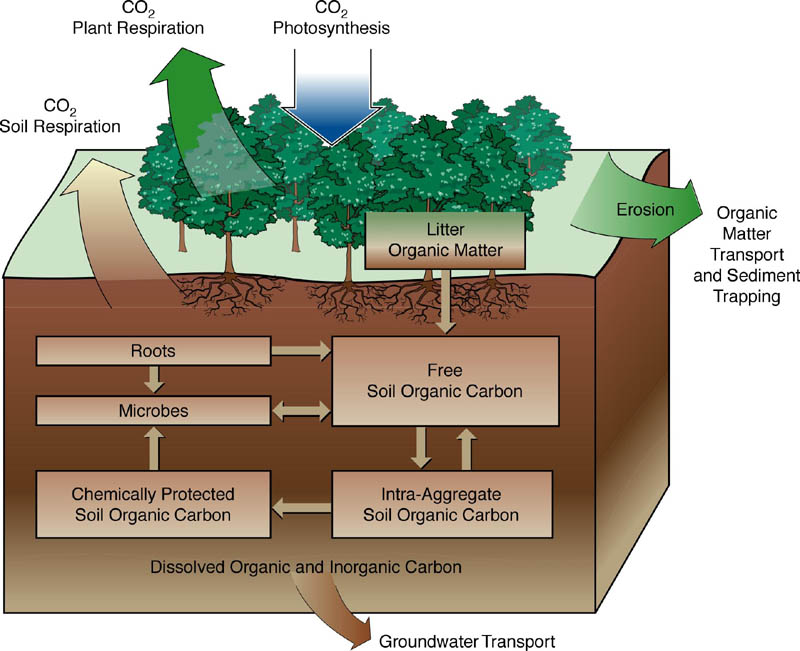 CO₂
Plant Respiration
CO₂
Photosynthesis
CO₂
Soil Respiration
Erosion
Organic
Matter
Transport
and Sediment
Trapping
Litter
Organic Matter
Roots
Free
Soil Organic Carbon
Microbes
Chemically Protected
Soil Organic Carbon
Intra-Aggregate
Soil Organic Carbon
Dissolved Organic and Inorganic Carbon
Groundwater Transport